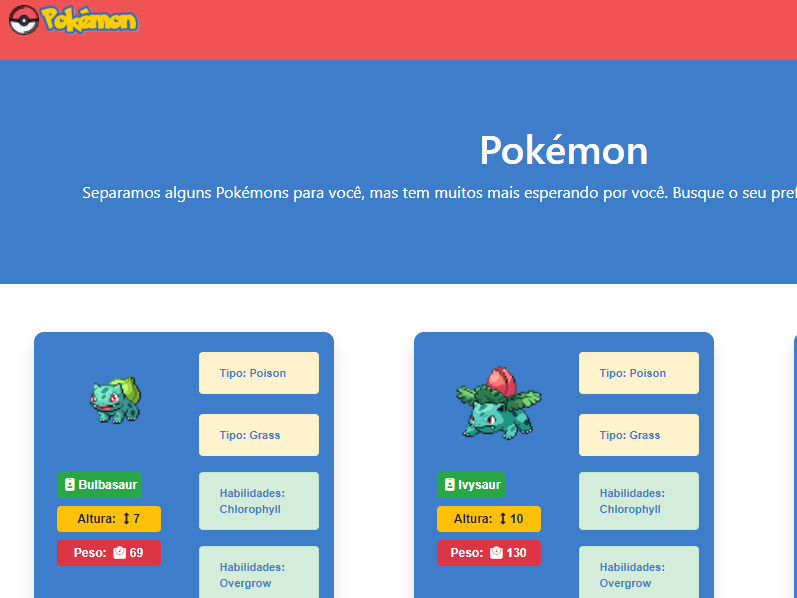 Pokémon
Pokémon
Separamos alguns Pokémons para você, mas tem muitos mais esperando por você. Busque o seu
Tipo: Poison
Tipo: Grass
Bulbasaur
Habilidades:
Chlorophyll
Altura: 7
Peso: 69
Habilidades:
Overgrow
Tipo: Poison
Tipo: Grass
Ivysaur
Habilidades:
Chlorophyll
Altura: 10
Peso: 130
Habilidades:
Overgrow